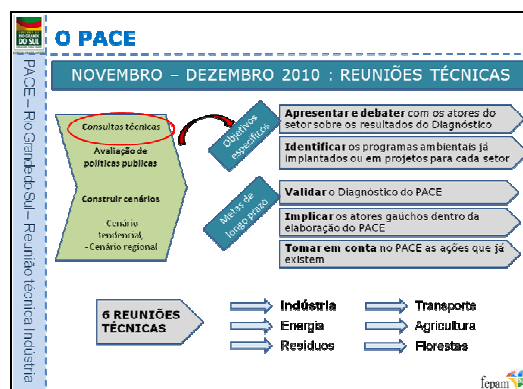 RIO GRANDE
DO SUL
O PACE
PACE – Rio Grande do Sul – Reunião técnica Indústria
NOVEMBRO – DEZEMBRO 2010 : REUNIÕES TÉCNICAS
Consultas técnicas
Avaliação de
políticas publicas
Construir cenários
- Cenário
tendencial,
- Cenário regional
Objetivos
específicos
Apresentar e debater com os atores do
setor sobre os resultados do Diagnóstico
Identificar os programas ambientais já
implantados ou em projetos para cada setor
Metas de
longo prazo
Validar o Diagnóstico do PACE
Implicar os atores gaúchos dentro da
elaboração do PACE
Tomar em conta no PACE as ações que já
existem
6 REUNIÕES
TÉCNICAS
Indústria
Energia
Resíduos
Transporte
Agricultura
Florestas
fepam